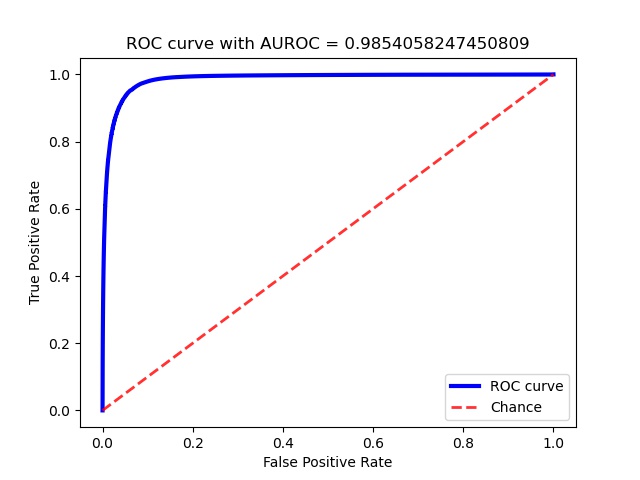 ROC curve with AUROC = 0.9854058247450809
1.0
0.8
0.6
0.4
0.2
0.0
True Positive Rate
ROC curve
Chance
0.0 0.2 0.4 0.6 0.8 1.0
False Positive Rate